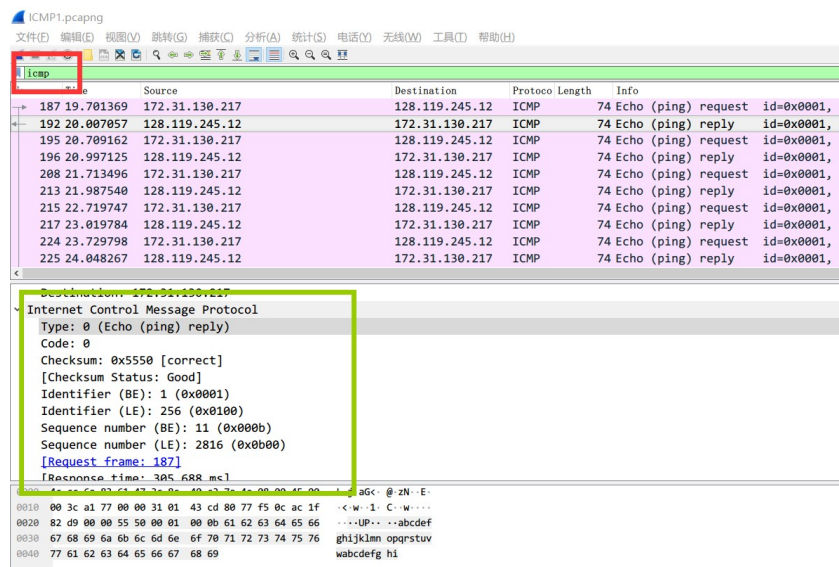 ICMP1.pcapng
文件(F) 编辑(E) 视图(V) 跳转(G) 捕获(C) 分析(A) 统计(S) 电话(Y) 无线(W) 工具(T) 帮助(H)
icmp
Source Destination Protoco Length Info
187 19.701369 172.31.130.217 128.119.245.12 ICMP 74 Echo (ping) request id=0x0001,
192 20.007057 128.119.245.12 172.31.130.217 ICMP 74 Echo (ping) reply id=0x0001,
195 20.709162 172.31.130.217 128.119.245.12 ICMP 74 Echo (ping) request id=0x0001,
196 20.997125 128.119.245.12 172.31.130.217 ICMP 74 Echo (ping) reply id=0x0001,
208 21.713496 172.31.130.217 128.119.245.12 ICMP 74 Echo (ping) request id=0x0001,
213 21.987540 128.119.245.12 172.31.130.217 ICMP 74 Echo (ping) reply id=0x0001,
215 22.719747 172.31.130.217 128.119.245.12 ICMP 74 Echo (ping) request id=0x0001,
217 23.019784 128.119.245.12 172.31.130.217 ICMP 74 Echo (ping) reply id=0x0001,
224 23.729798 172.31.130.217 128.119.245.12 ICMP 74 Echo (ping) request id=0x0001,
225 24.048267 128.119.245.12 172.31.130.217 ICMP 74 Echo (ping) reply id=0x0001,
Destination: 172.31.130.217
Internet Control Message Protocol
Type: 0 (Echo (ping) reply)
Code: 0
Checksum: 0x5550 [correct]
[Checksum Status: Good]
Identifier (BE): 1 (0x0001)
Identifier (LE): 256 (0x0100)
Sequence number (BE): 11 (0x000b)
Sequence number (LE): 2816 (0x0b00)
[Request frame: 187]
[Response time: 305.688 ms]
0010 00 3c a1 77 00 00 31 01 43 cd 80 77 f5 0c ac 1f ·<·w··1· C··w····
0020 82 d9 00 00 55 50 00 01 00 0b 61 62 63 64 65 66 ····UP·· ··abcdef
0030 67 68 69 6a 6b 6c 6d 6e 6f 70 71 72 73 74 75 76 ghijklmn opqrstuv
0040 77 61 62 63 64 65 66 67 68 69 wabcdefg hi